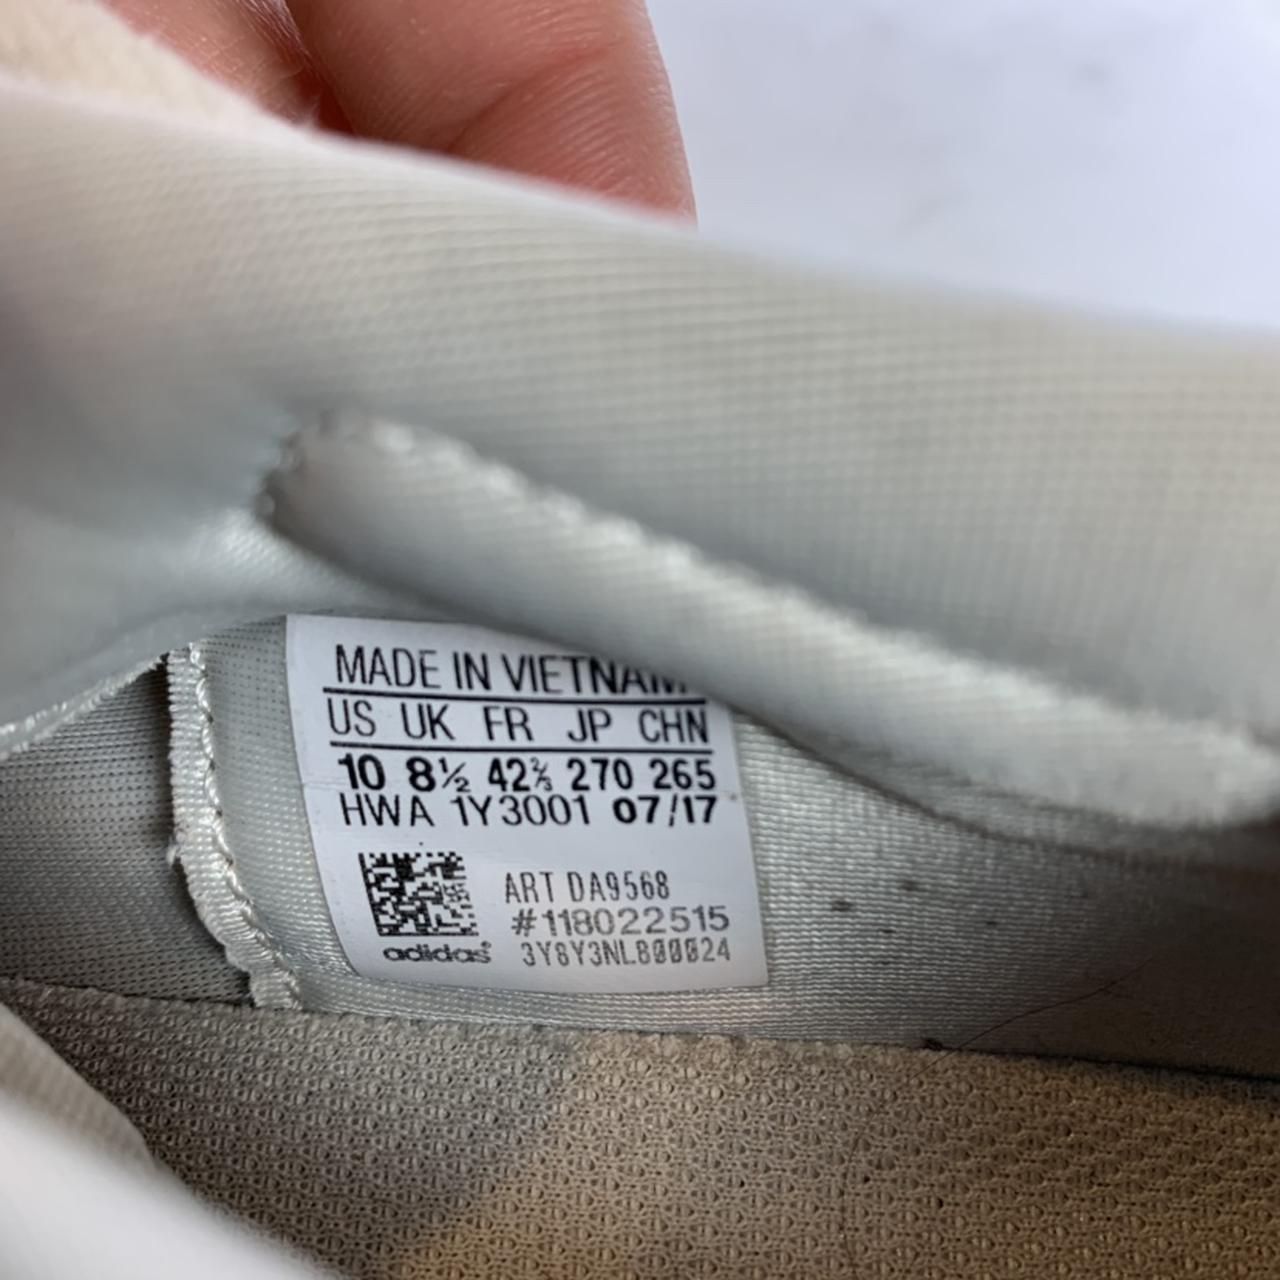 MADE IN VIETNAM
US UK FR JP CHN
10 8½ 42⅔ 270 265
HWA 1Y3001 07/17
ART DA9568
#118022515
adidas® 3Y8Y3NL800024